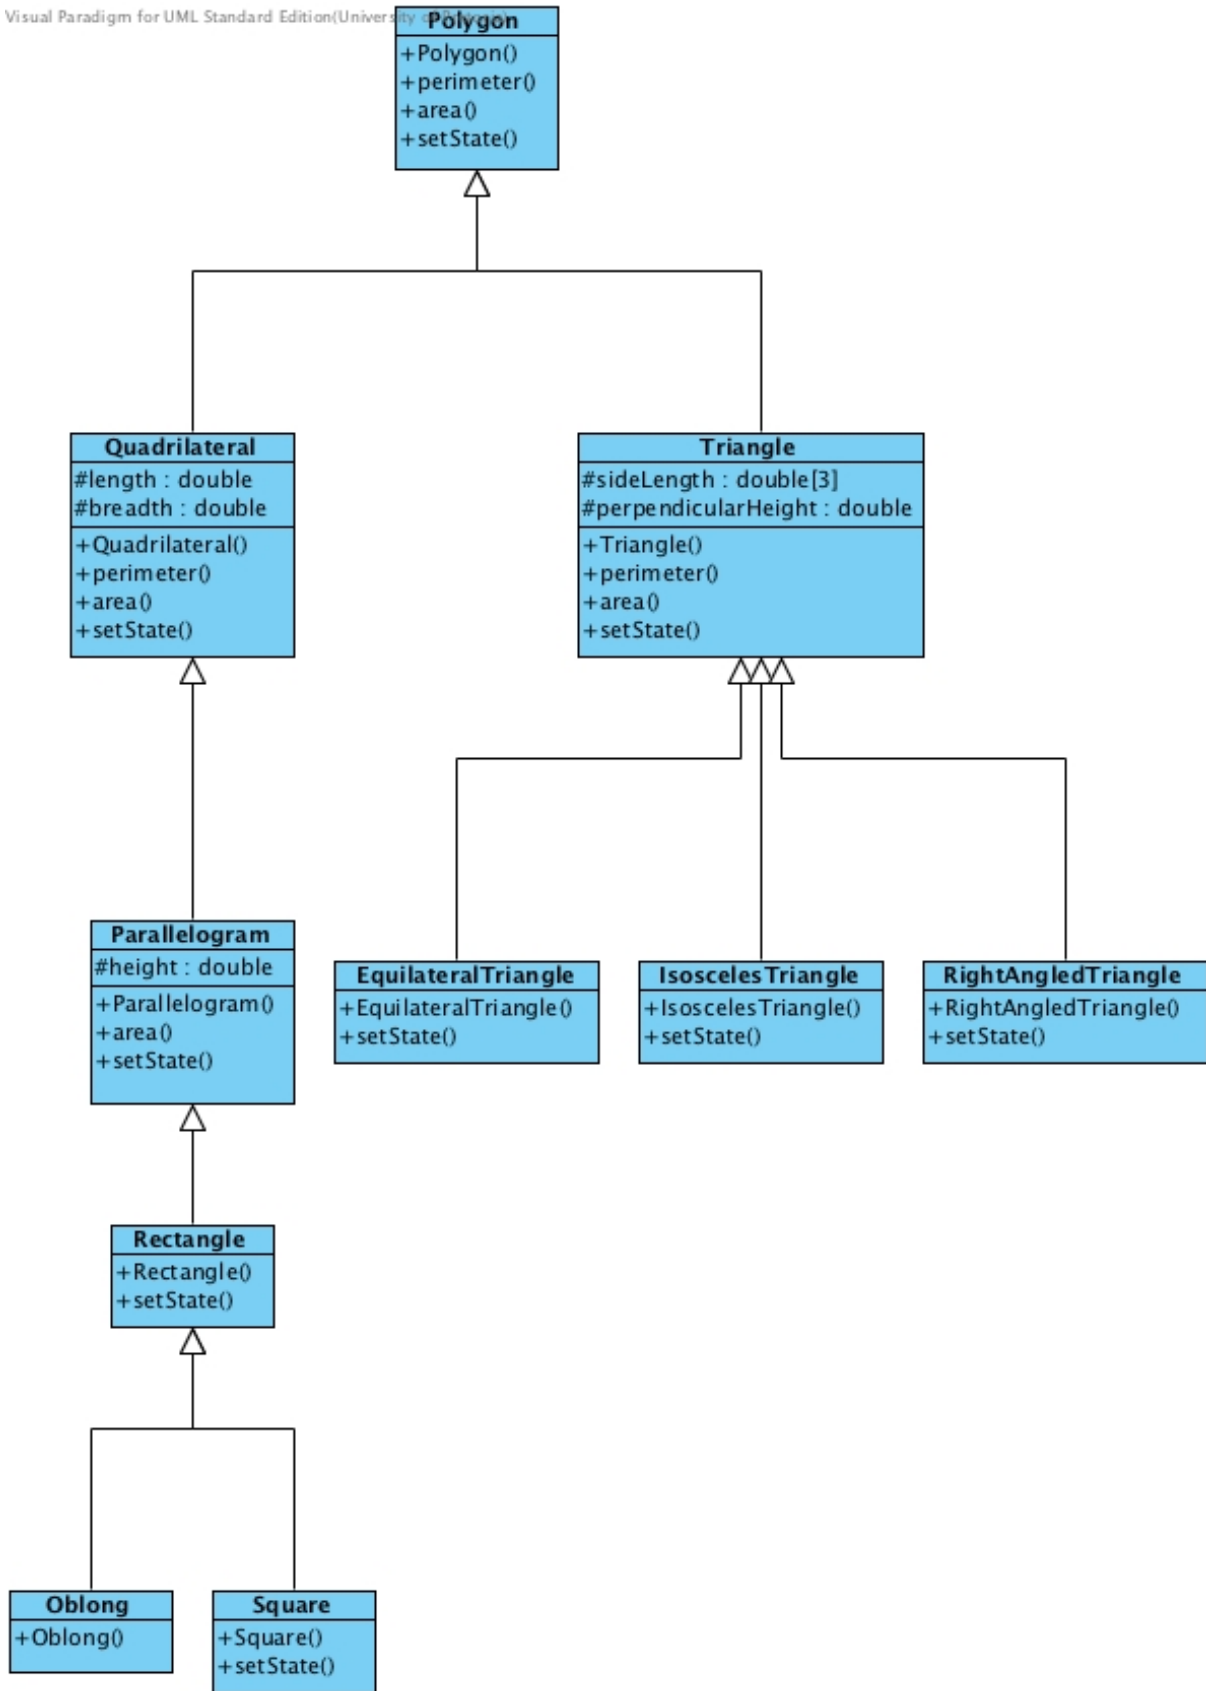 Visual Paradigm for UML Standard Edition(University of
Polygon
+Polygon()
+perimeter()
+area()
+setState()
Quadrilateral
#length : double
#breadth : double
+Quadrilateral()
+perimeter()
+area()
+setState()
Triangle
#sideLength : double[3]
#perpendicularHeight : double
+Triangle()
+perimeter()
+area()
+setState()
Parallelogram
#height : double
+Parallelogram()
+area()
+setState()
EquilateralTriangle
+EquilateralTriangle()
+setState()
IsoscelesTriangle
+IsoscelesTriangle()
+setState()
RightAngledTriangle
+RightAngledTriangle()
+setState()
Rectangle
+Rectangle()
+setState()
Oblong
+Oblong()
Square
+Square()
+setState()